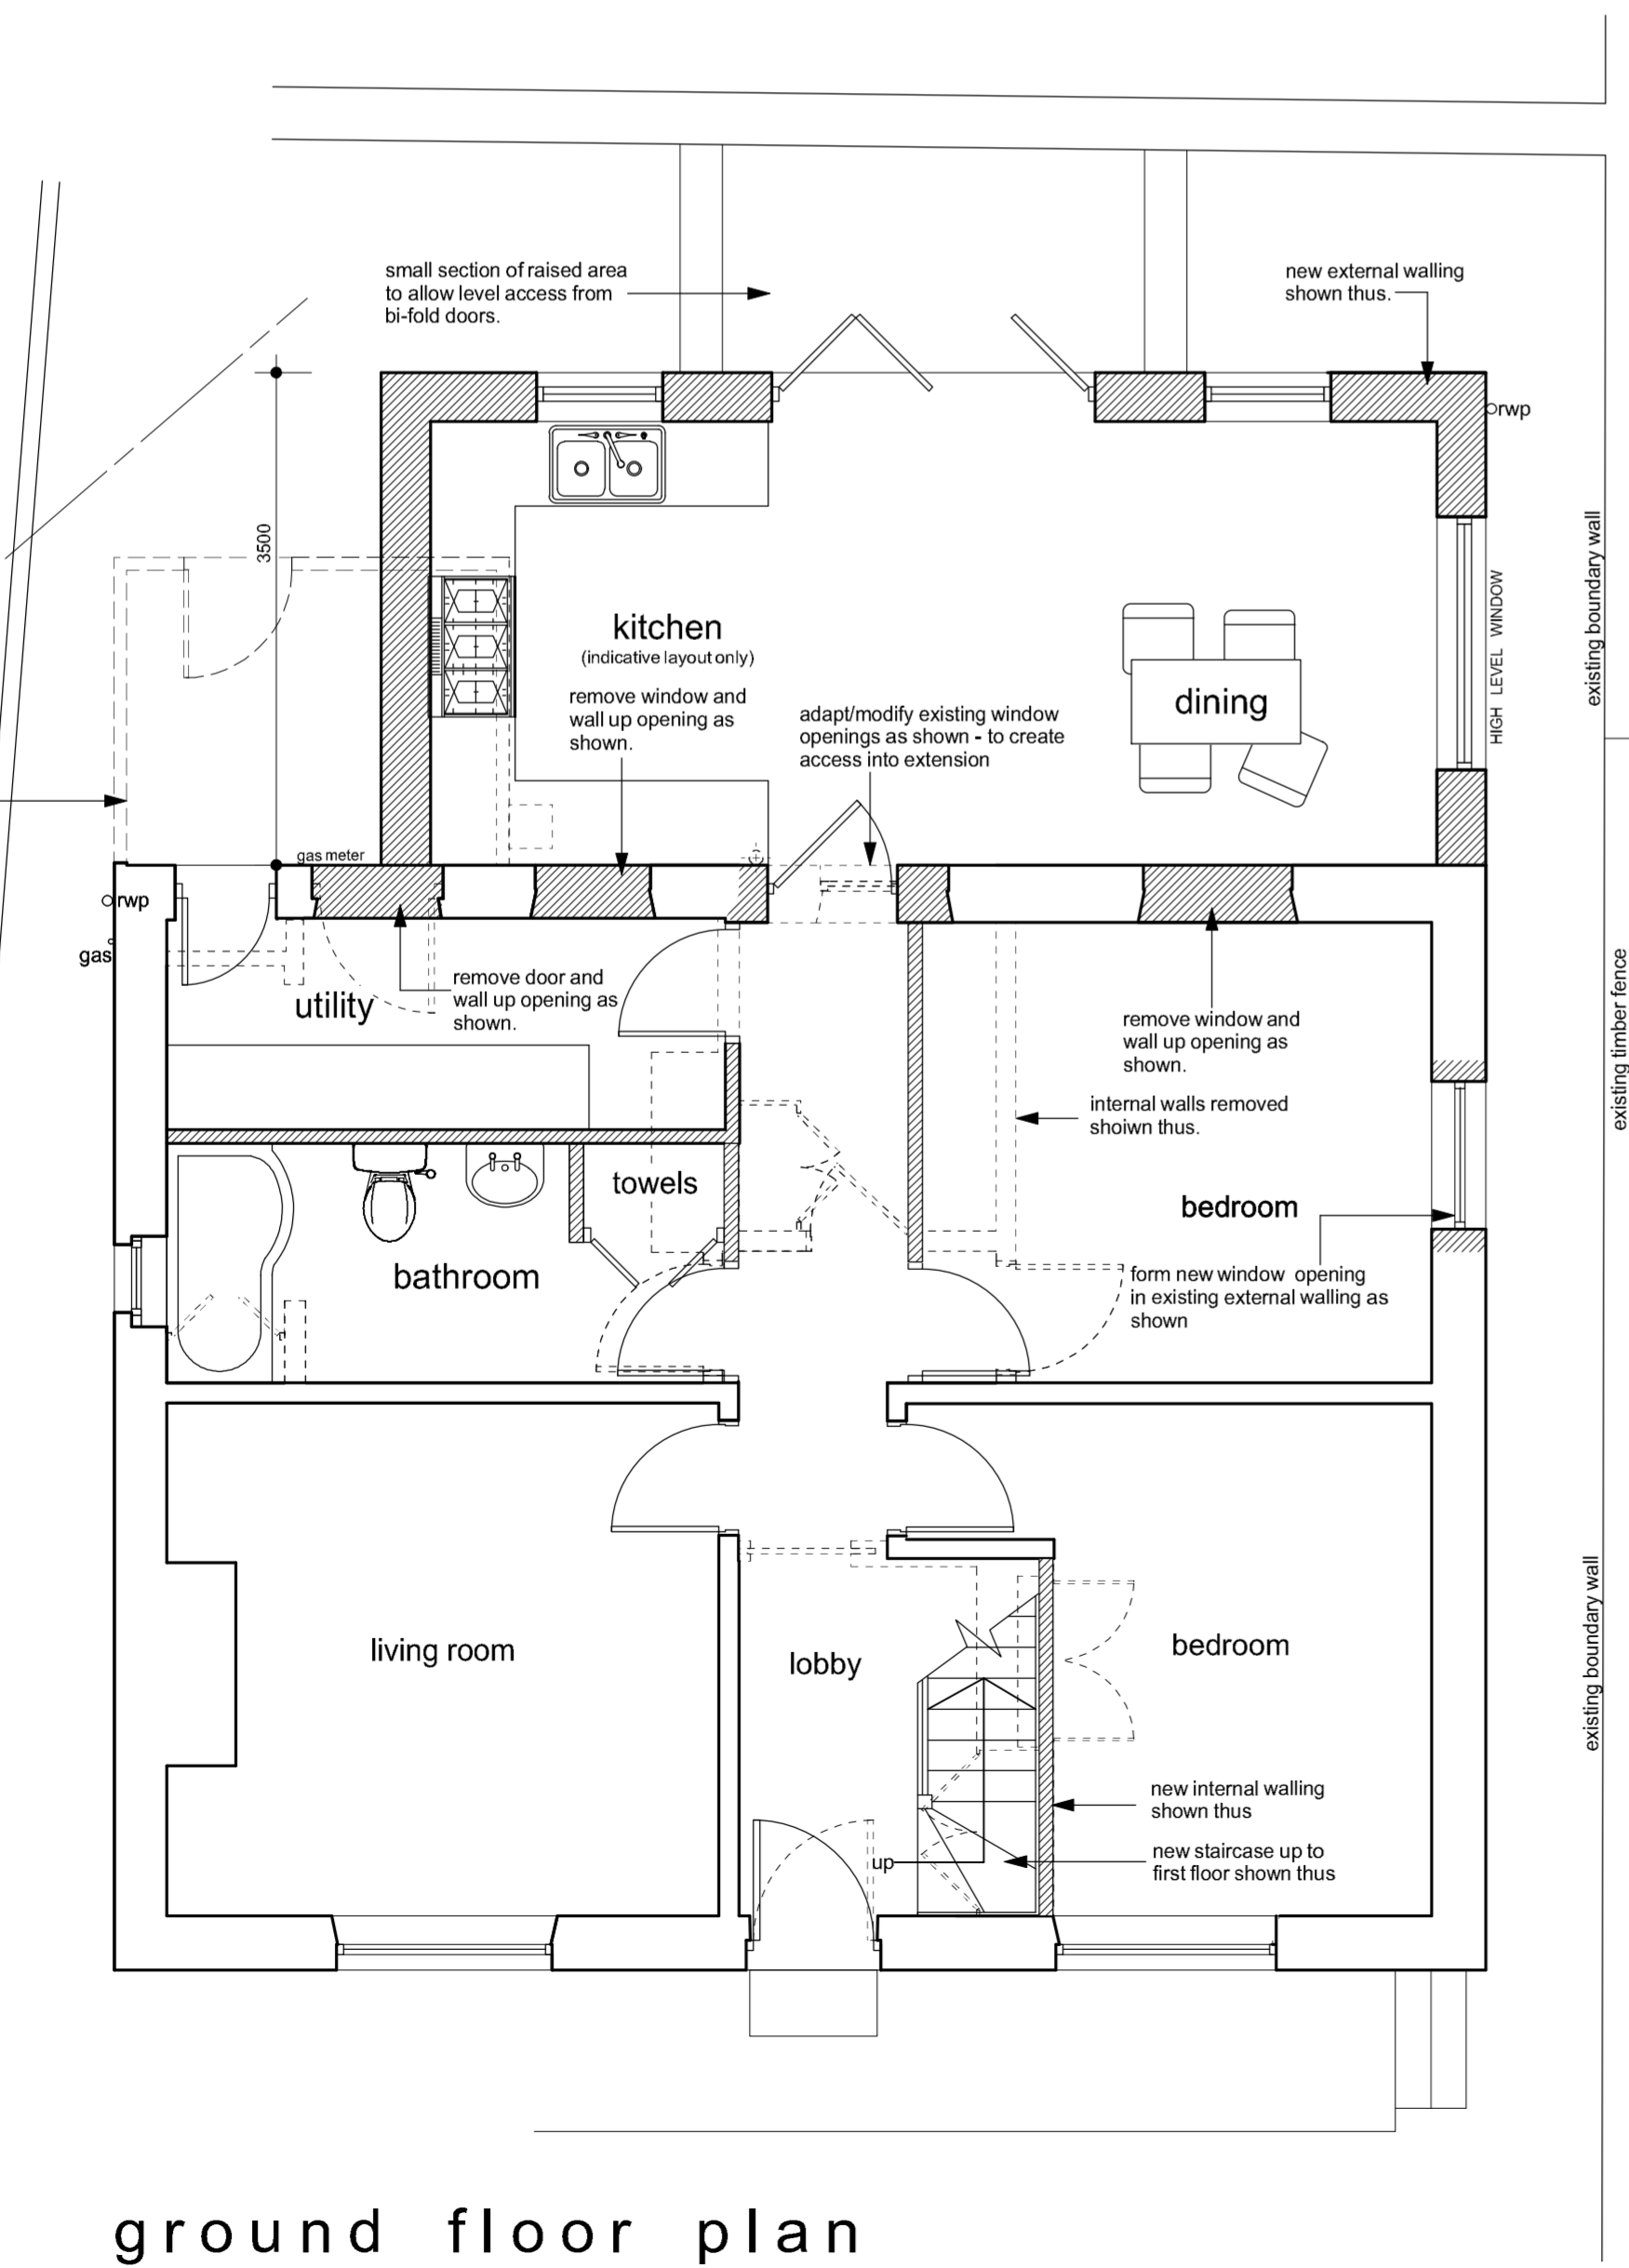 small section of raised area
to allow level access from
bi-fold doors.
new external walling
shown thus.
rwp
3500
existing boundary wall
HIGH LEVEL WINDOW
kitchen
(indicative layout only)
remove window and
wall up opening as
shown.
adapt/modify existing window
openings as shown - to create
access into extension
dining
gas meter
rwp
gas
utility
remove door and
wall up opening as
shown.
remove window and
wall up opening as
shown.
existing timber fence
internal walls removed
shoiwn thus.
towels
bedroom
bathroom
form new window opening
in existing external walling as
shown
living room
lobby
bedroom
existing boundary wall
new internal walling
shown thus
up
new staircase up to
first floor shown thus
ground floor plan